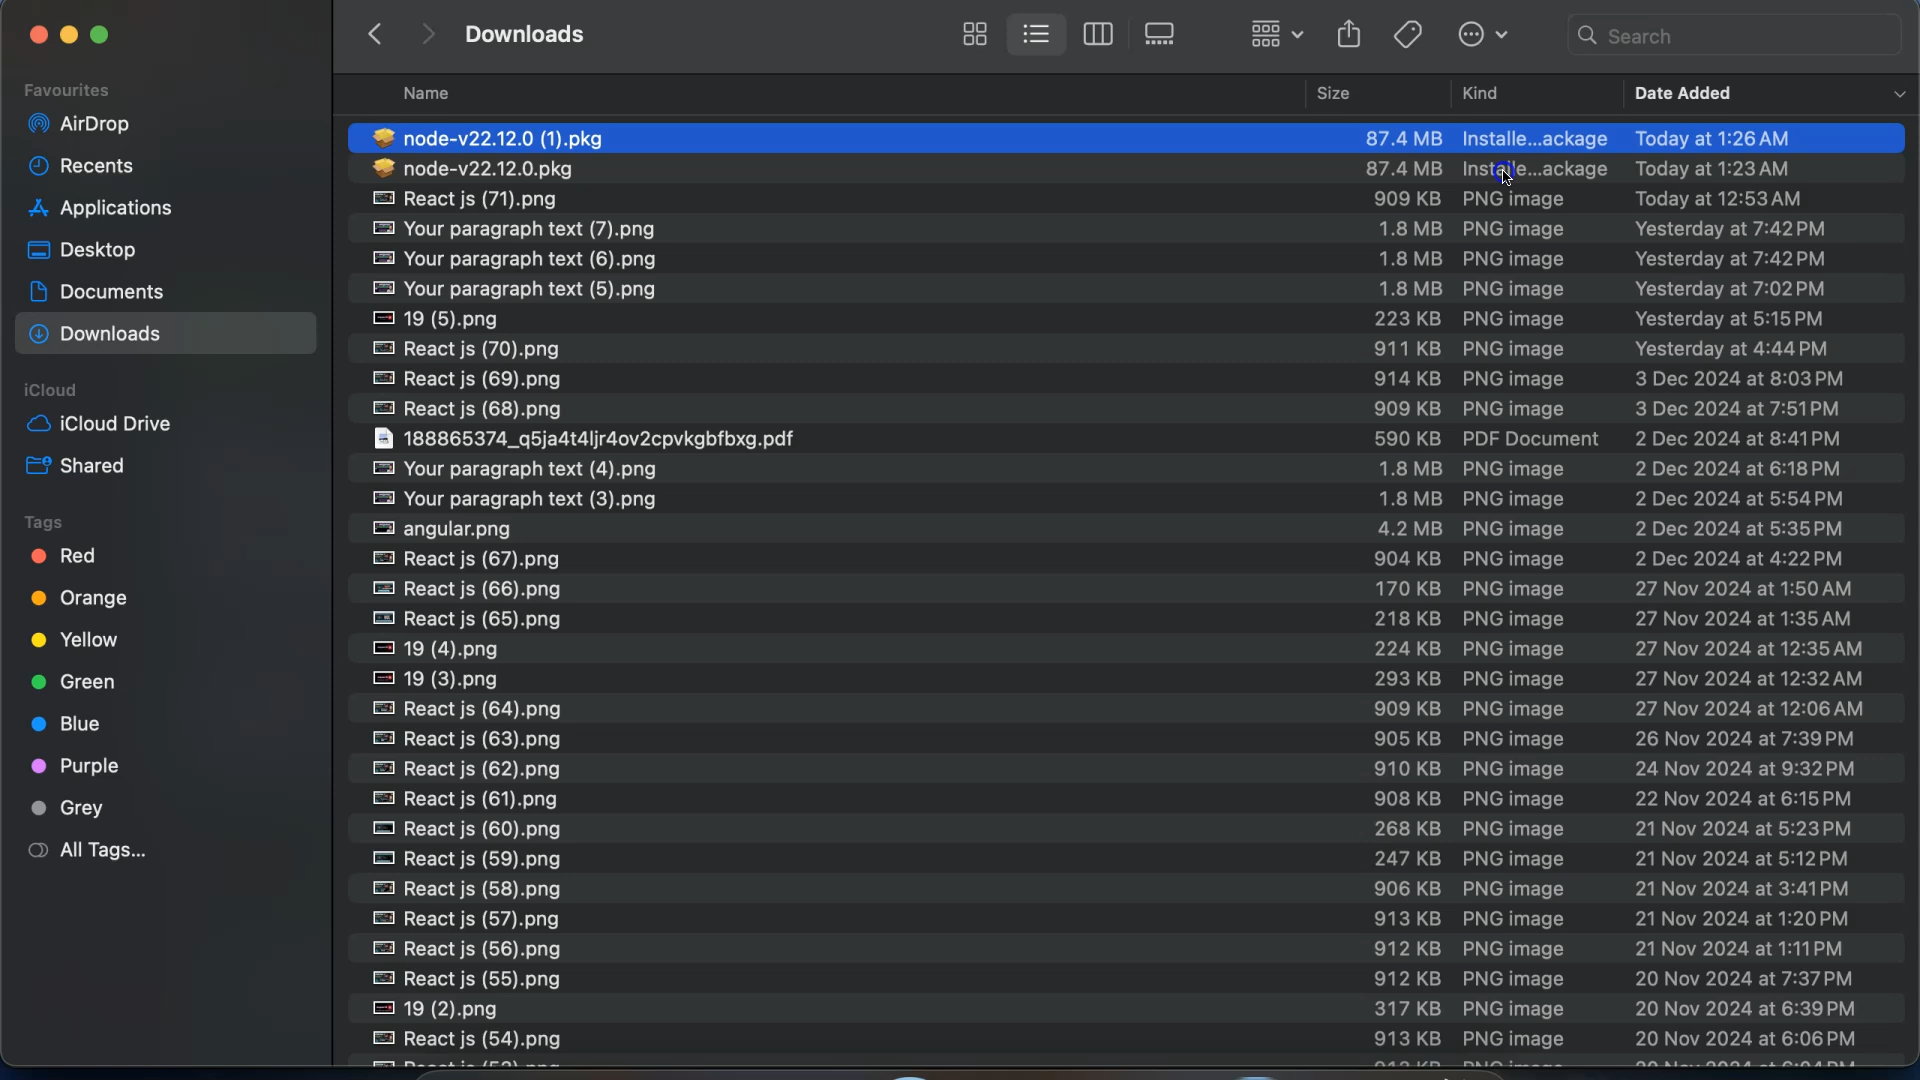 Downloads
Search
Favourites
AirDrop
Recents
Applications
Desktop
Documents
Downloads
iCloud
iCloud Drive
Shared
Tags
Red
Orange
Yellow
Green
Blue
Purple
Grey
All Tags...
Name Size Kind Date Added
node-v22.12.0 (1).pkg 87.4 MB Installe...ackage Today at 1:26 AM
node-v22.12.0.pkg 87.4 MB Installe...ackage Today at 1:23 AM
React js (71).png 909 KB PNG image Today at 12:53 AM
Your paragraph text (7).png 1.8 MB PNG image Yesterday at 7:42 PM
Your paragraph text (6).png 1.8 MB PNG image Yesterday at 7:42 PM
Your paragraph text (5).png 1.8 MB PNG image Yesterday at 7:02 PM
19 (5).png 223 KB PNG image Yesterday at 5:15 PM
React js (70).png 911 KB PNG image Yesterday at 4:44 PM
React js (69).png 914 KB PNG image 3 Dec 2024 at 8:03 PM
React js (68).png 909 KB PNG image 3 Dec 2024 at 7:51 PM
188865374_q5ja4t4ljr4ov2cpvkgbfbxg.pdf 590 KB PDF Document 2 Dec 2024 at 8:41 PM
Your paragraph text (4).png 1.8 MB PNG image 2 Dec 2024 at 6:18 PM
Your paragraph text (3).png 1.8 MB PNG image 2 Dec 2024 at 5:54 PM
angular.png 4.2 MB PNG image 2 Dec 2024 at 5:35 PM
React js (67).png 904 KB PNG image 2 Dec 2024 at 4:22 PM
React js (66).png 170 KB PNG image 27 Nov 2024 at 1:50 AM
React js (65).png 218 KB PNG image 27 Nov 2024 at 1:35 AM
19 (4).png 224 KB PNG image 27 Nov 2024 at 12:35 AM
19 (3).png 293 KB PNG image 27 Nov 2024 at 12:32 AM
React js (64).png 909 KB PNG image 27 Nov 2024 at 12:06 AM
React js (63).png 905 KB PNG image 26 Nov 2024 at 7:39 PM
React js (62).png 910 KB PNG image 24 Nov 2024 at 9:32 PM
React js (61).png 908 KB PNG image 22 Nov 2024 at 6:15 PM
React js (60).png 268 KB PNG image 21 Nov 2024 at 5:23 PM
React js (59).png 247 KB PNG image 21 Nov 2024 at 5:12 PM
React js (58).png 906 KB PNG image 21 Nov 2024 at 3:41 PM
React js (57).png 913 KB PNG image 21 Nov 2024 at 1:20 PM
React js (56).png 912 KB PNG image 21 Nov 2024 at 1:11 PM
React js (55).png 912 KB PNG image 20 Nov 2024 at 7:37 PM
19 (2).png 317 KB PNG image 20 Nov 2024 at 6:39 PM
React js (54).png 913 KB PNG image 20 Nov 2024 at 6:06 PM